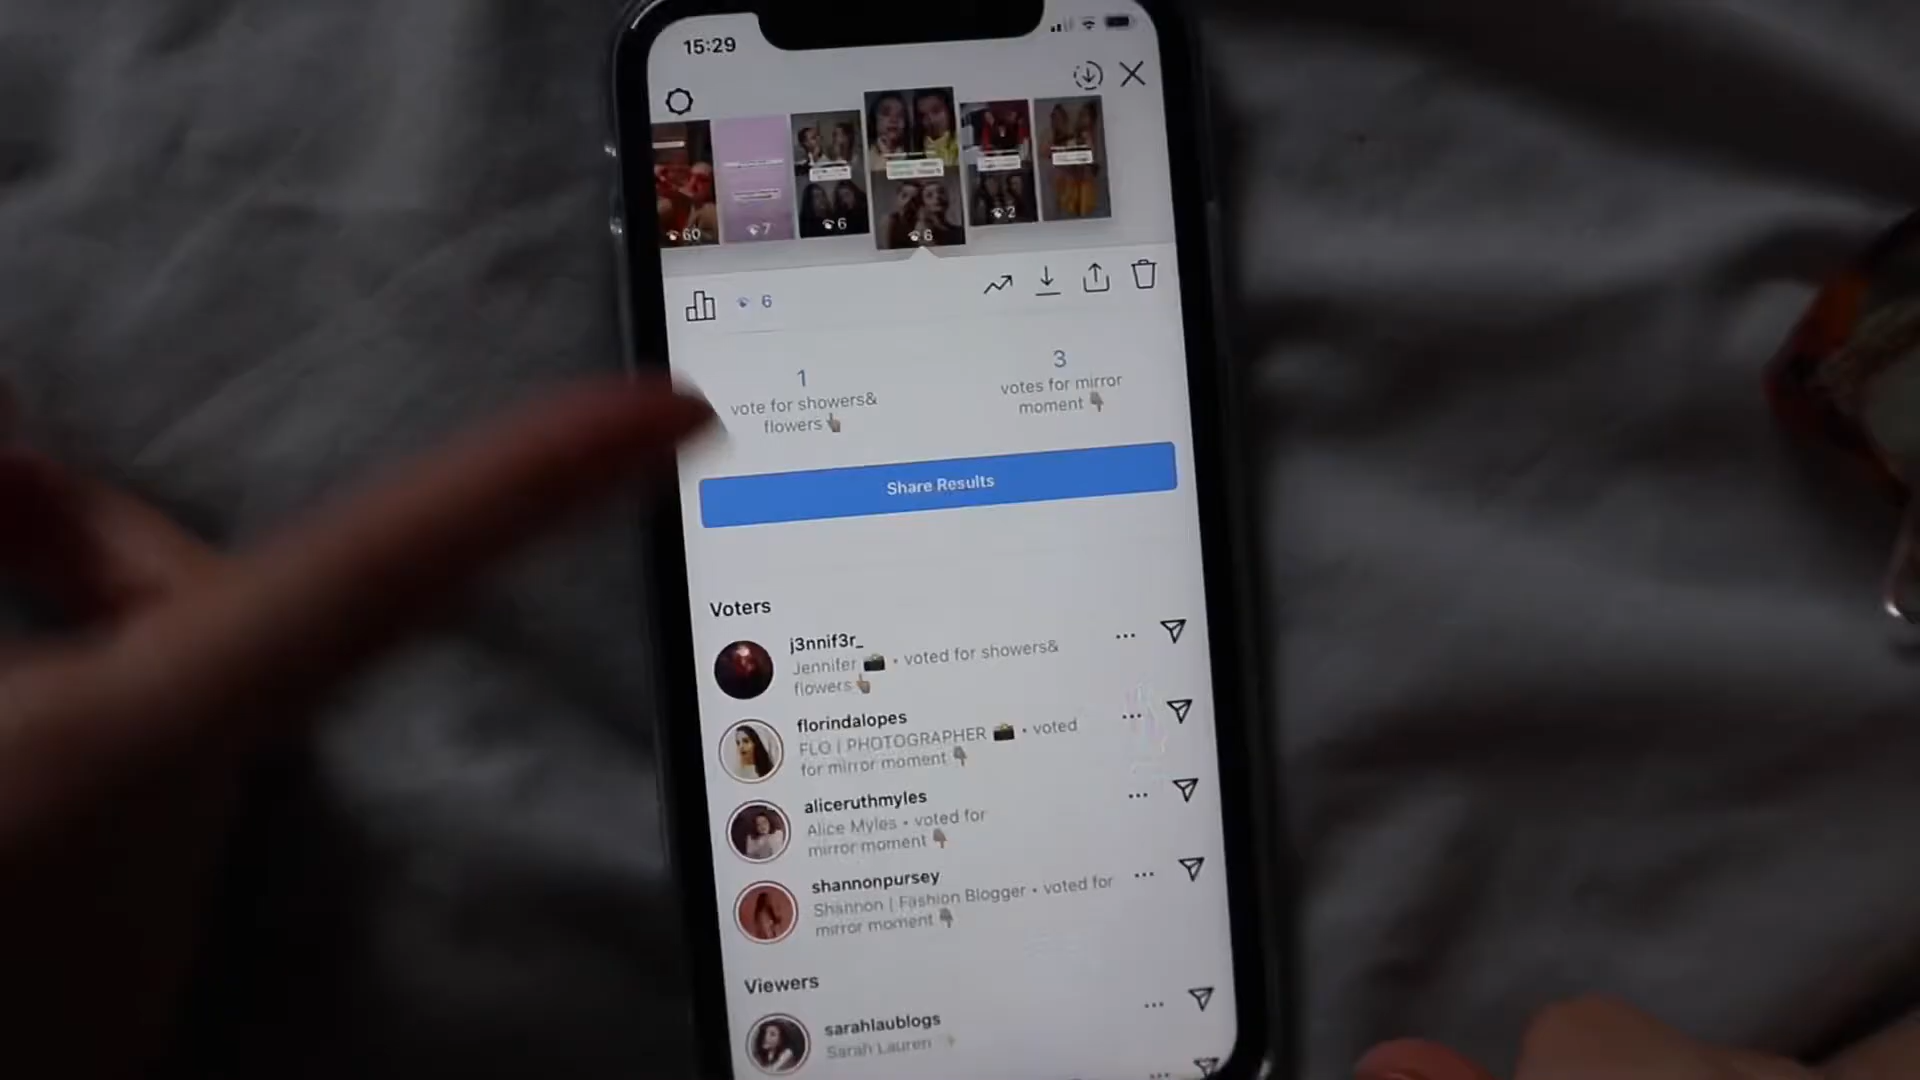 15:29
60
7
6
6
2
6
1
vote for showers&
flowers👆
3
votes for mirror
moment 👇
Share Results
Voters
j3nnif3r_
Jennifer 📸 • voted for showers&
flowers👆
florindalopes
FLO | PHOTOGRAPHER 📸 • voted
for mirror moment 👇
aliceruthmyles
Alice Myles • voted for
mirror moment 👇
shannonpursey
Shannon | Fashion Blogger • voted for
mirror moment 👇
Viewers
sarahlaublogs
Sarah Lauren